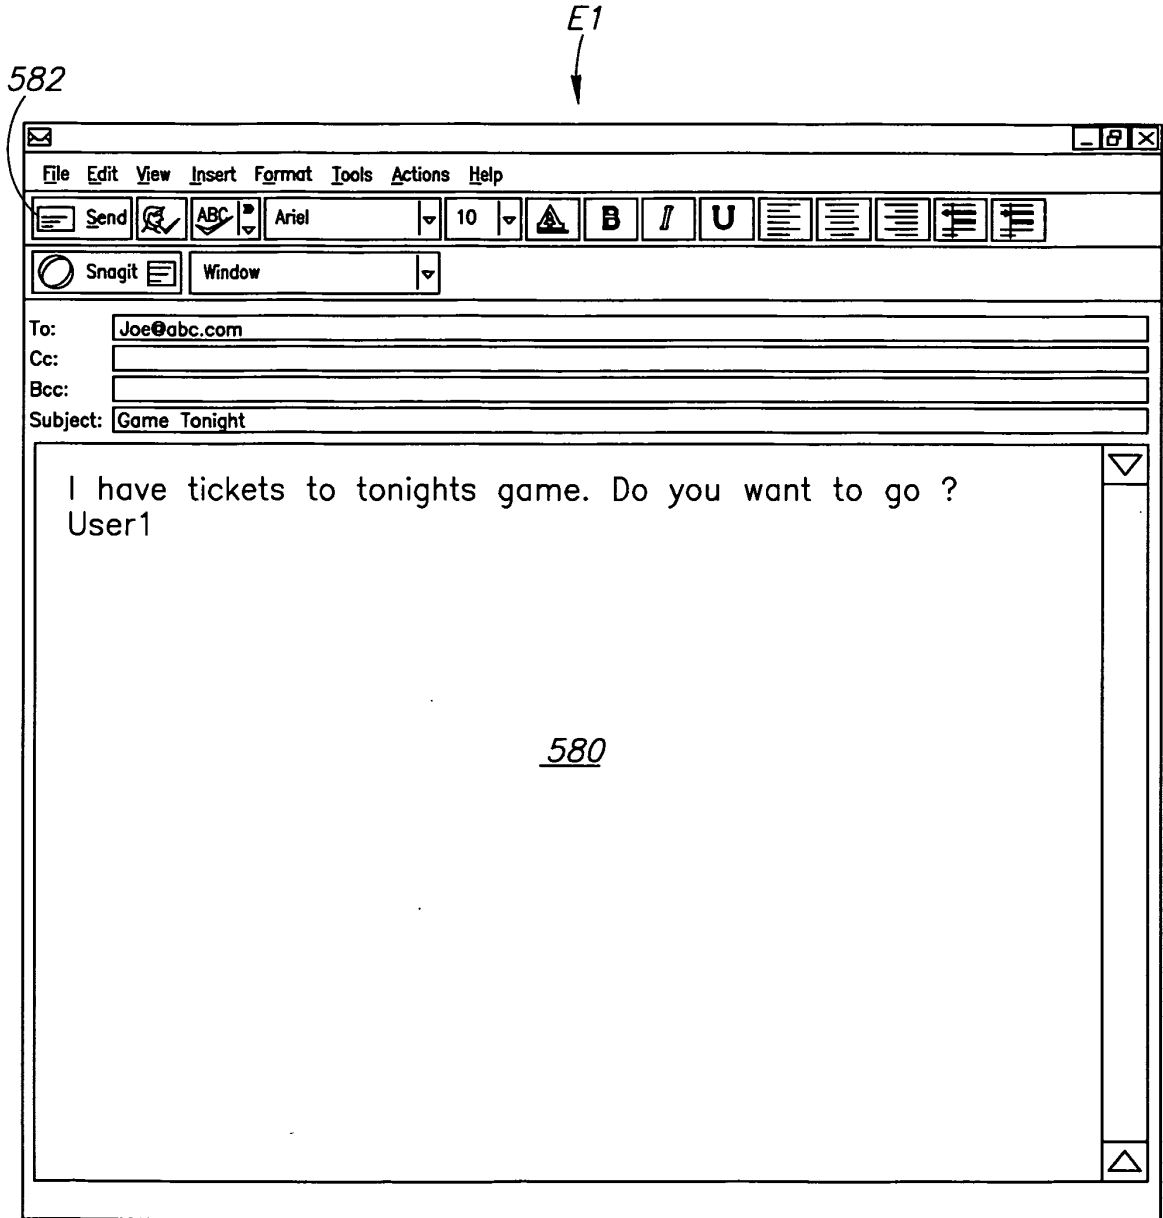 E1
582
File Edit View Insert Format Tools Actions Help
Send ABC Ariel 10 A B I U
Snagit Window
To: Joe@abc.com
Cc:
Bcc:
Subject: Game Tonight
I have tickets to tonights game. Do you want to go ?
User1
580